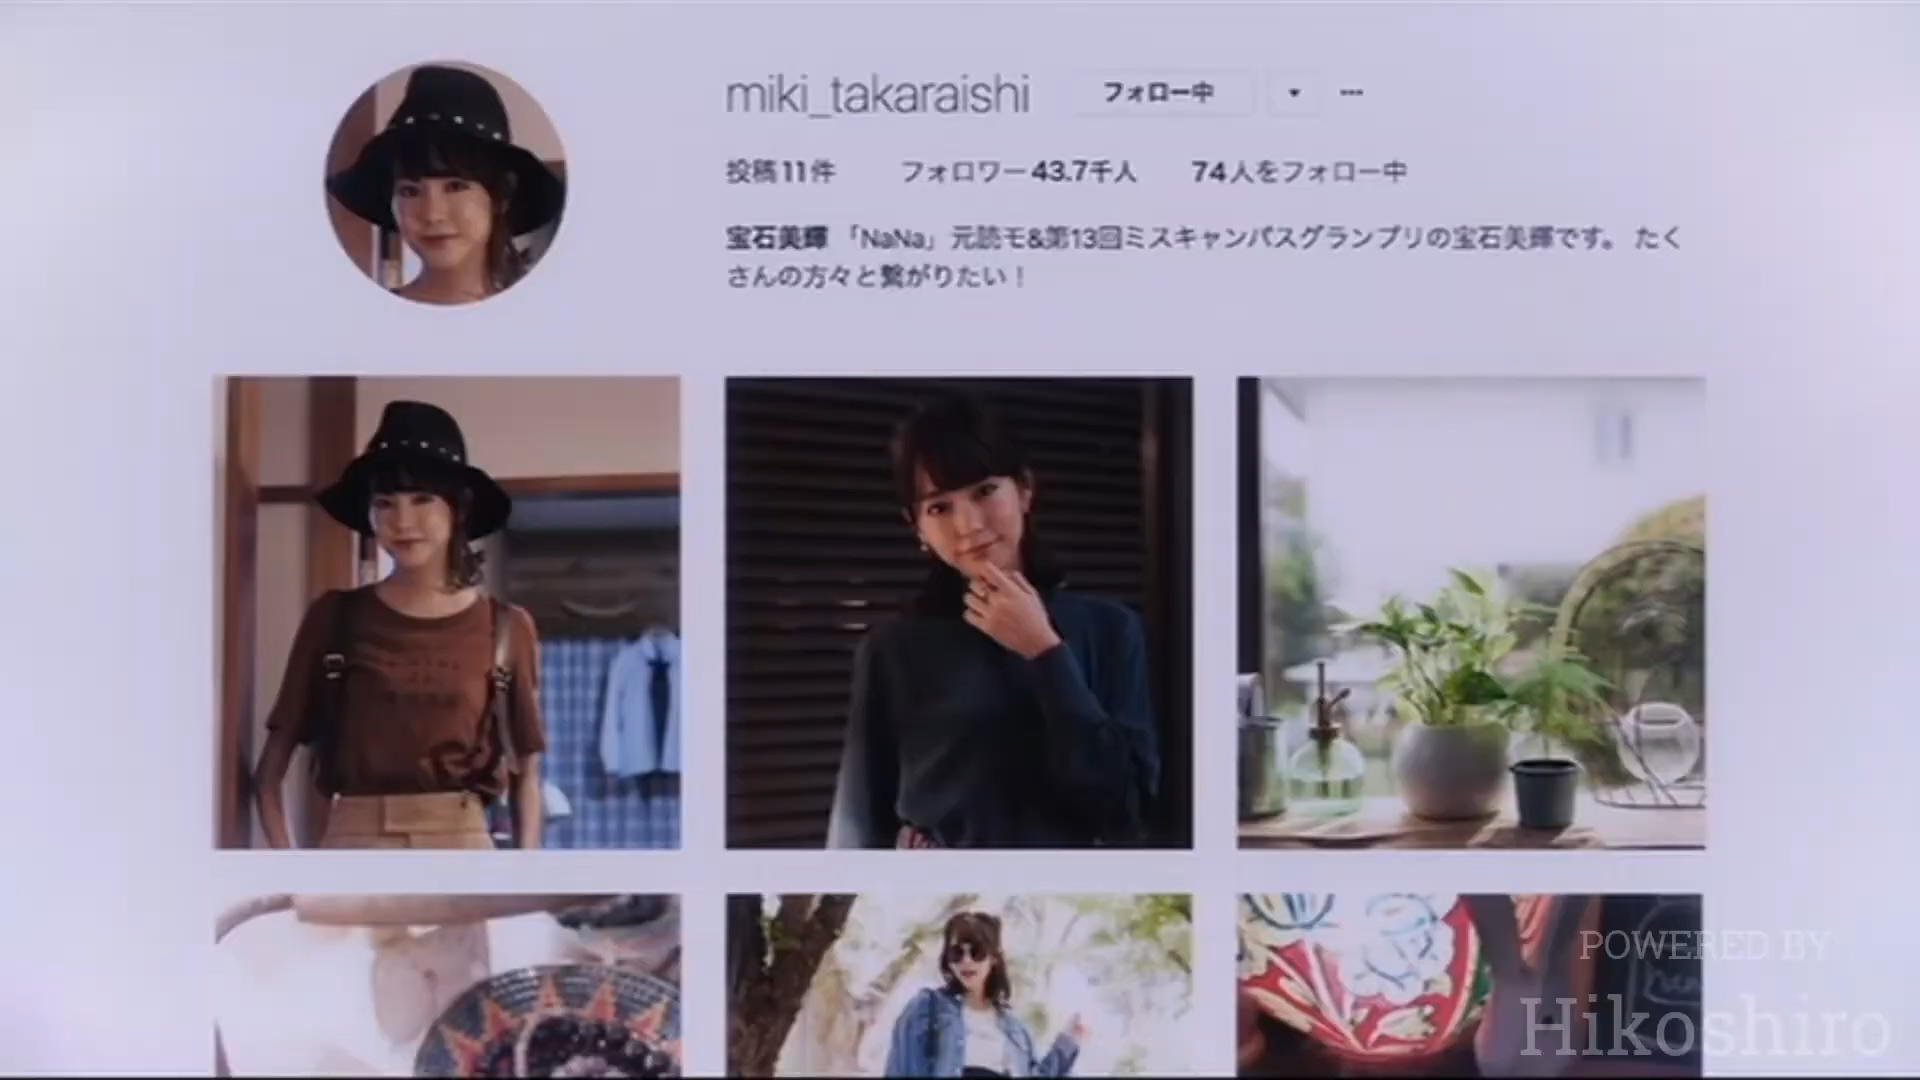 miki_takaraishi フォロー中 ▼ •••
投稿11件 フォロワー43.7千人 74人をフォロー中
宝石美輝 「NaNa」元読モ&第13回ミスキャンパスグランプリの宝石美輝です。 たく
さんの方々と繋がりたい！
POWERED BY
Hikoshiro